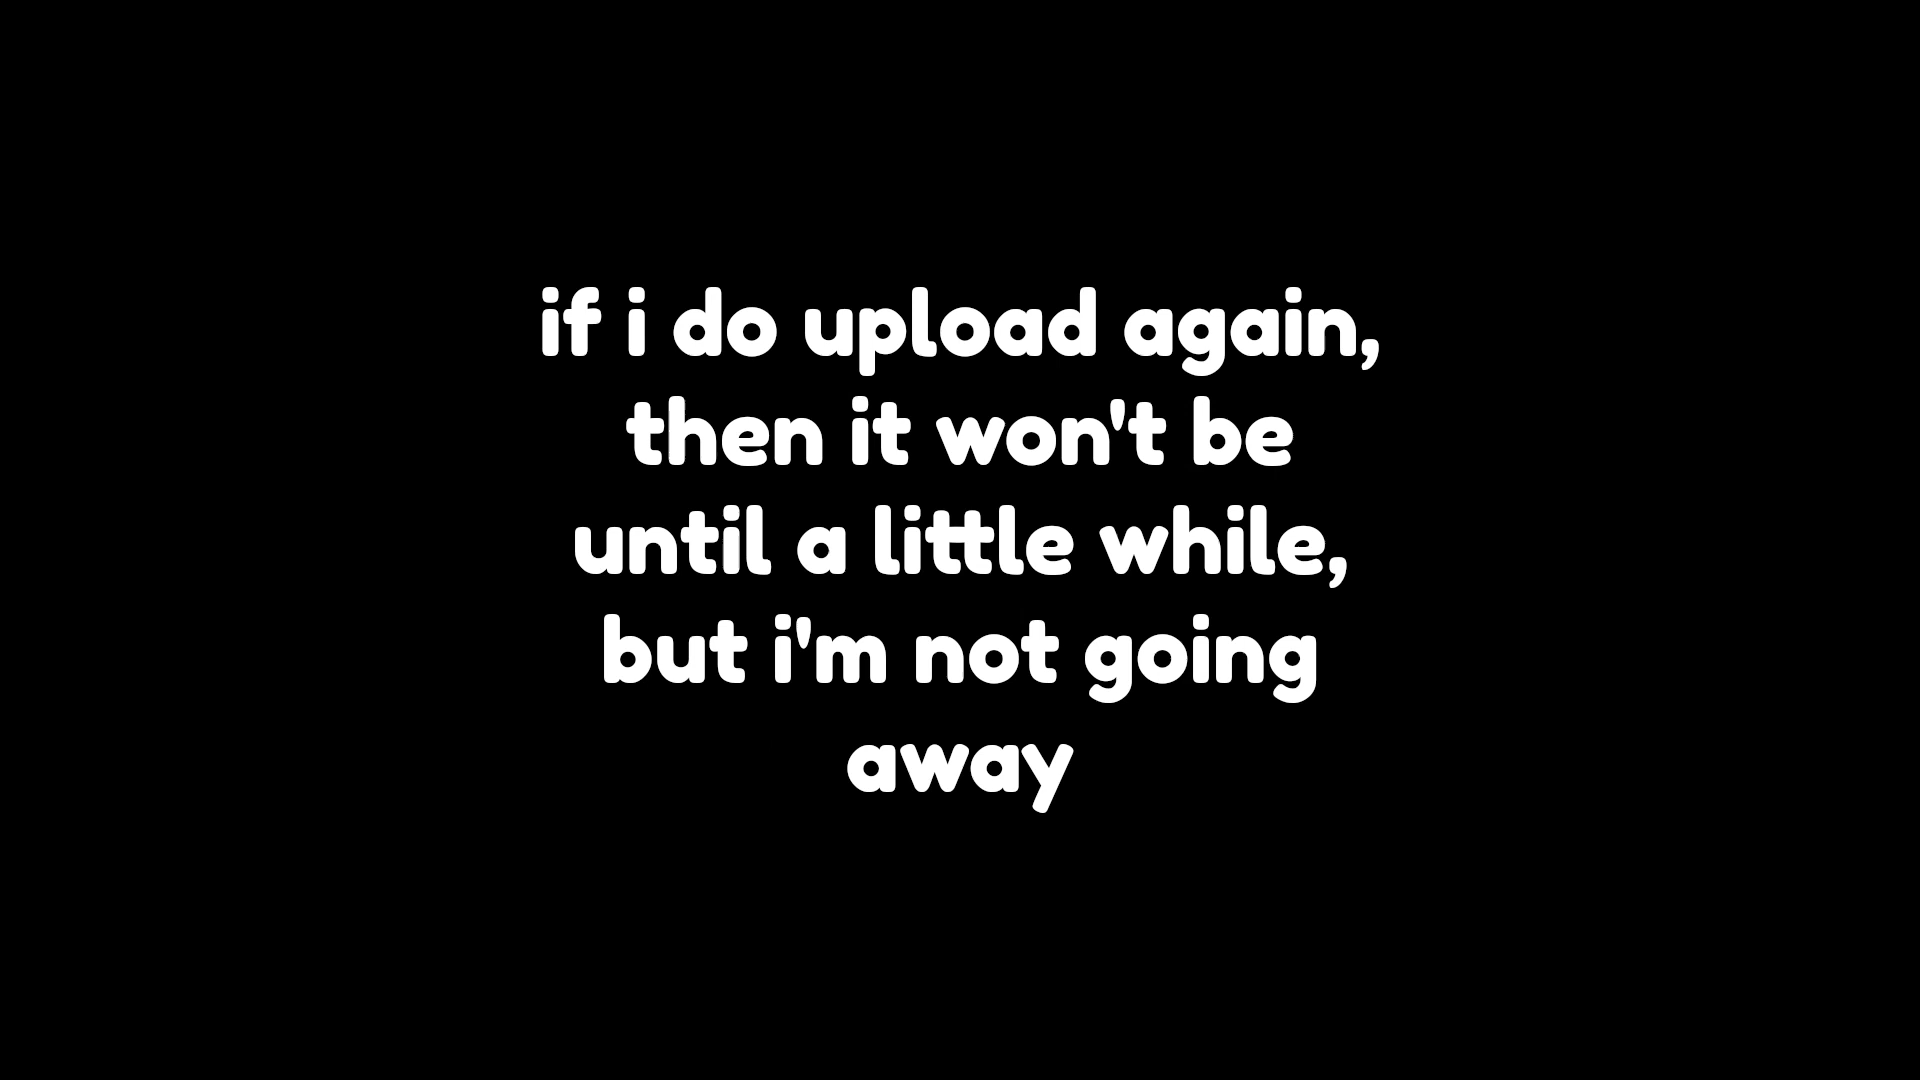 if i do upload again,
then it won't be
until a little while,
but i'm not going
away